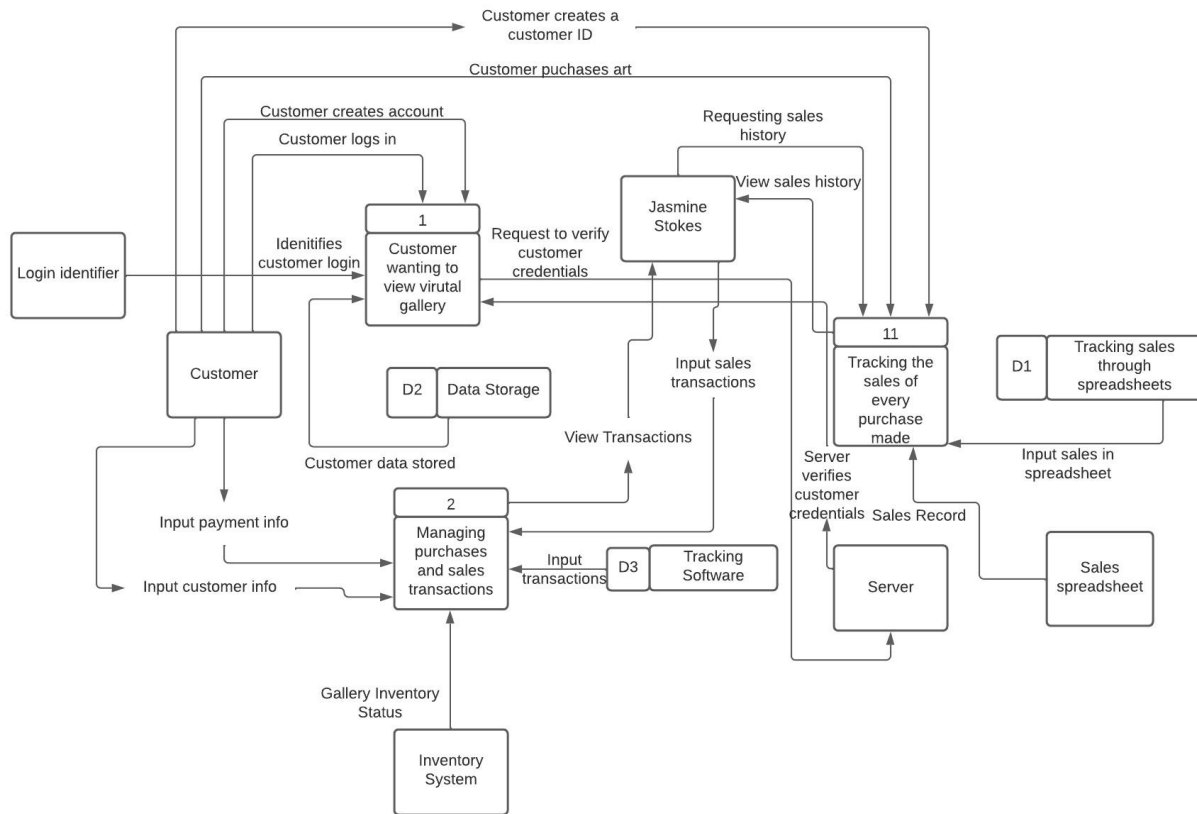 Customer creates a
customer ID
Customer puchases art
Customer creates account
Customer logs in
Requesting sales
history
View sales history
Jasmine
Stokes
1
Customer
wanting to
view virutal
gallery
Idenitifies
customer login
Login identifier
Request to verify
customer
credentials
11
Tracking the
sales of
every
purchase
made
D1
Tracking sales
through
spreadsheets
Customer
Input sales
transactions
D2
Data Storage
View Transactions
Customer data stored
Input sales in
spreadsheet
Server
verifies
customer
credentials
Sales Record
2
Managing
purchases
and sales
transactions
Input payment info
Input customer info
Input
transactions
D3
Tracking
Software
Server
Sales
spreadsheet
Gallery Inventory
Status
Inventory
System